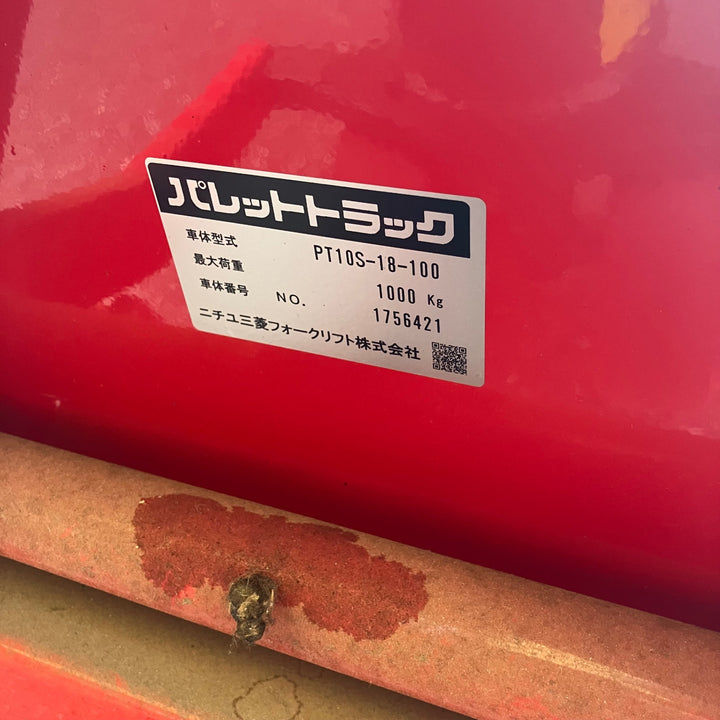 パレットトラック
車体型式 PT10S-18-100
最大荷重 1000 Kg
車体番号 NO. 1756421
ニチユ三菱フォークリフト株式会社